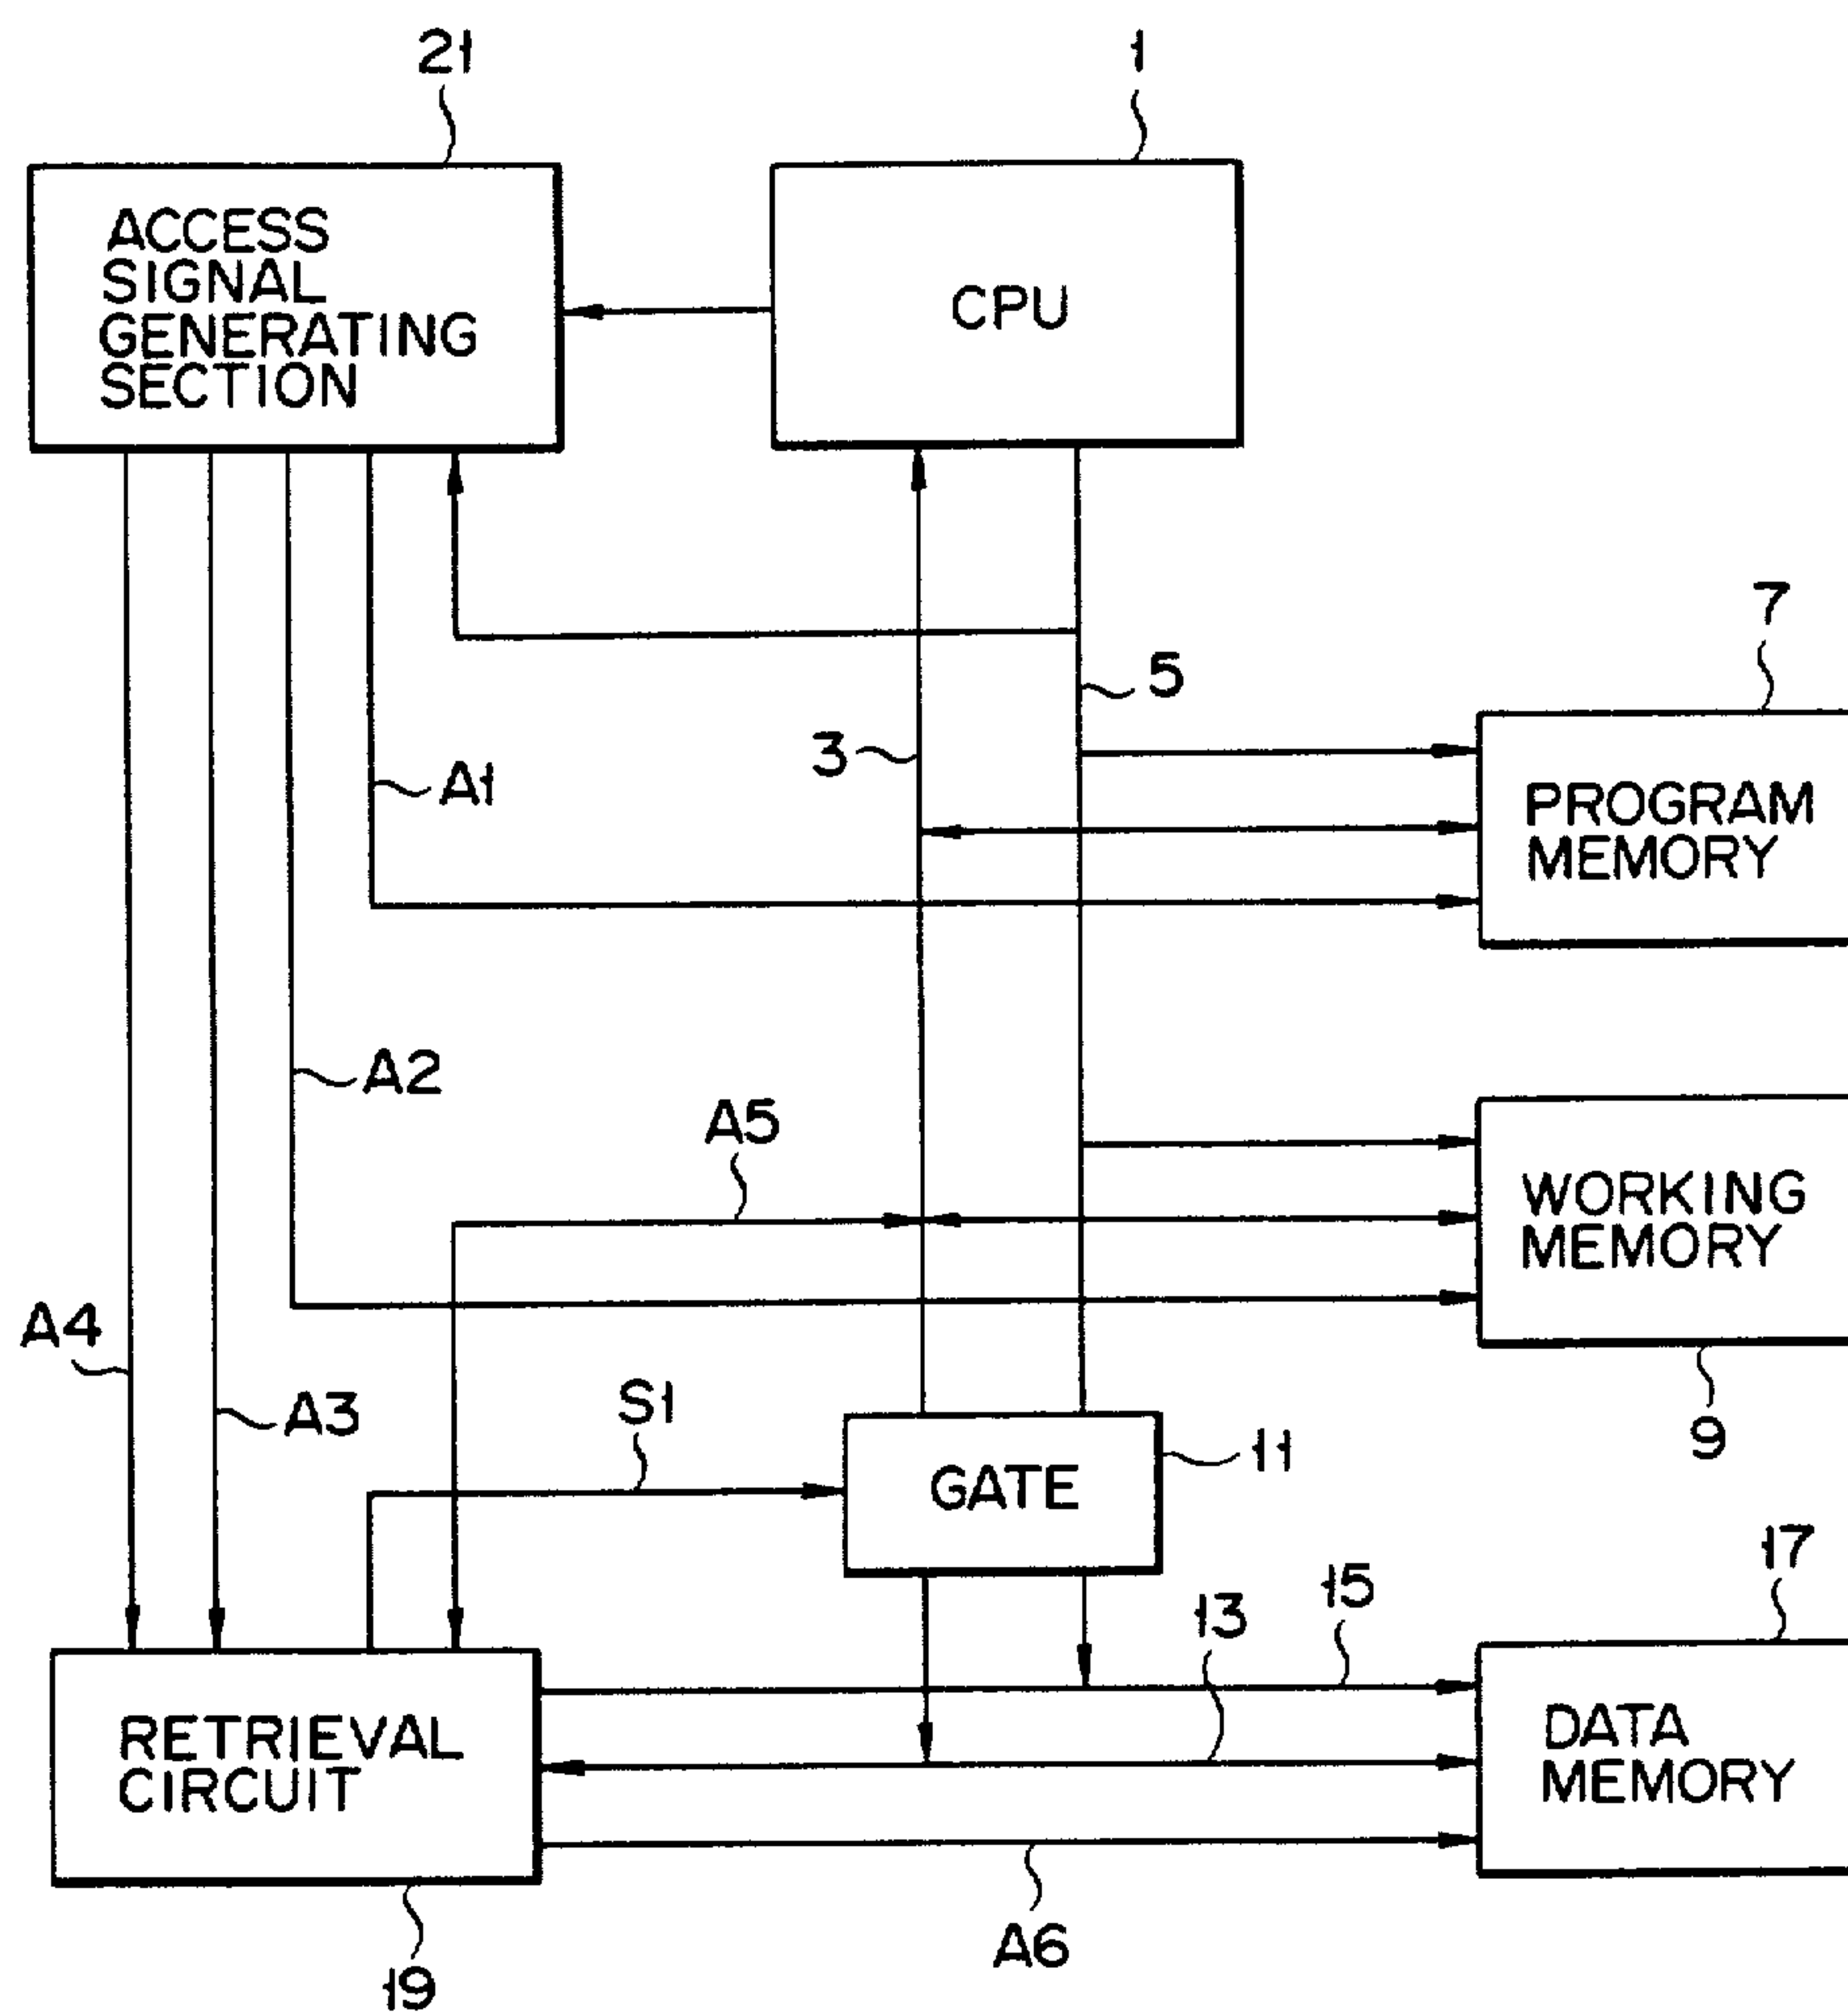 21
1
ACCESS
SIGNAL
GENERATING
SECTION
CPU
7
5
3
A1
PROGRAM
MEMORY
A2
A5
WORKING
MEMORY
A4
A3
S1
9
GATE
11
17
15
13
RETRIEVAL
CIRCUIT
DATA
MEMORY
A6
19